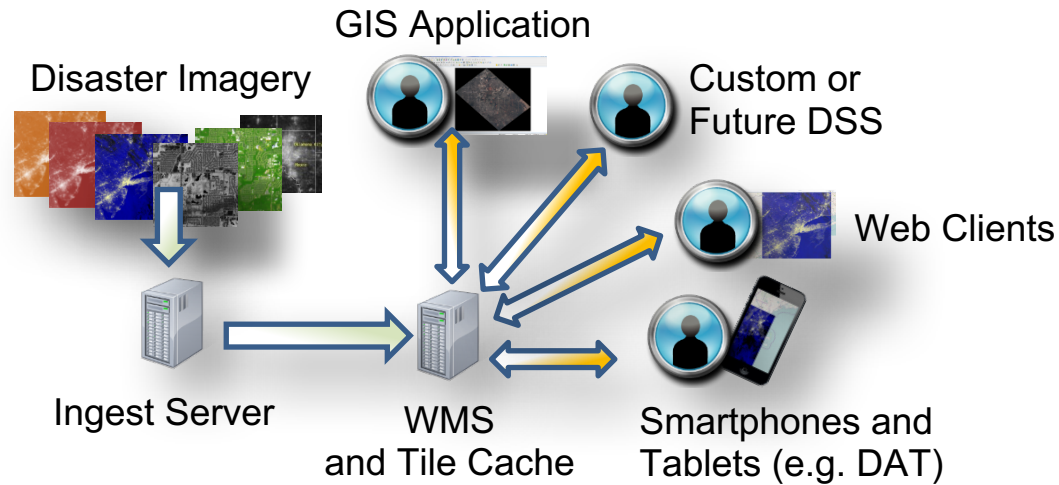 GIS Application
Disaster Imagery
Custom or
Future DSS
Web Clients
Ingest Server
WMS
and Tile Cache
Smartphones and
Tablets (e.g. DAT)